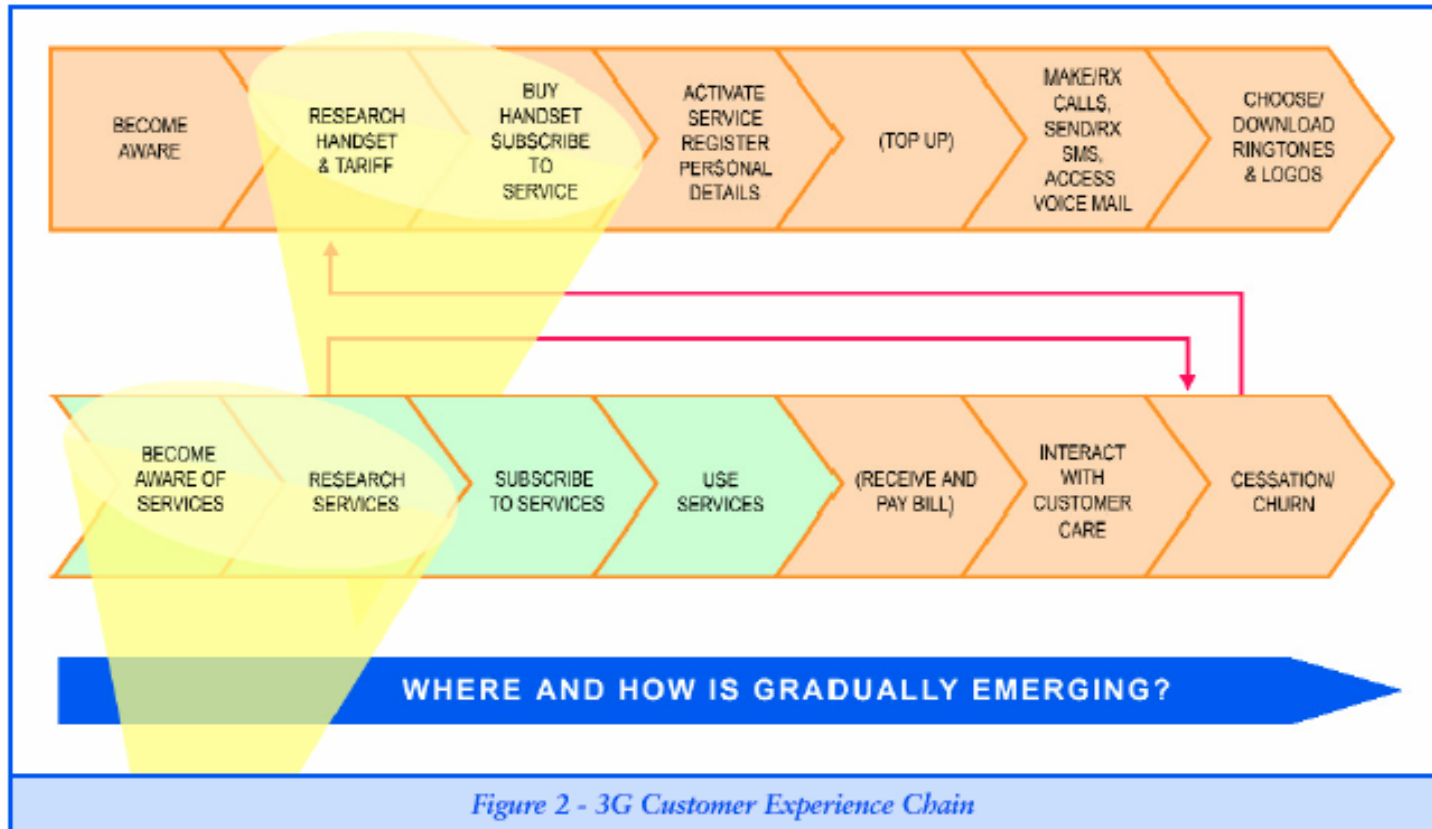 BECOME
AWARE
RESEARCH
HANDSET
& TARIFF
BUY
HANDSET
SUBSCRIBE
TO
SERVICE
ACTIVATE
SERVICE
REGISTER
PERSONAL
DETAILS
(TOP UP)
MAKE/RX
CALLS,
SEND/RX
SMS,
ACCESS
VOICE MAIL
CHOOSE/
DOWNLOAD
RINGTONES
& LOGOS
BECOME
AWARE OF
SERVICES
RESEARCH
SERVICES
SUBSCRIBE
TO SERVICES
USE
SERVICES
(RECEIVE AND
PAY BILL)
INTERACT
WITH
CUSTOMER
CARE
CESSATION/
CHURN
WHERE AND HOW IS GRADUALLY EMERGING?
Figure 2 - 3G Customer Experience Chain